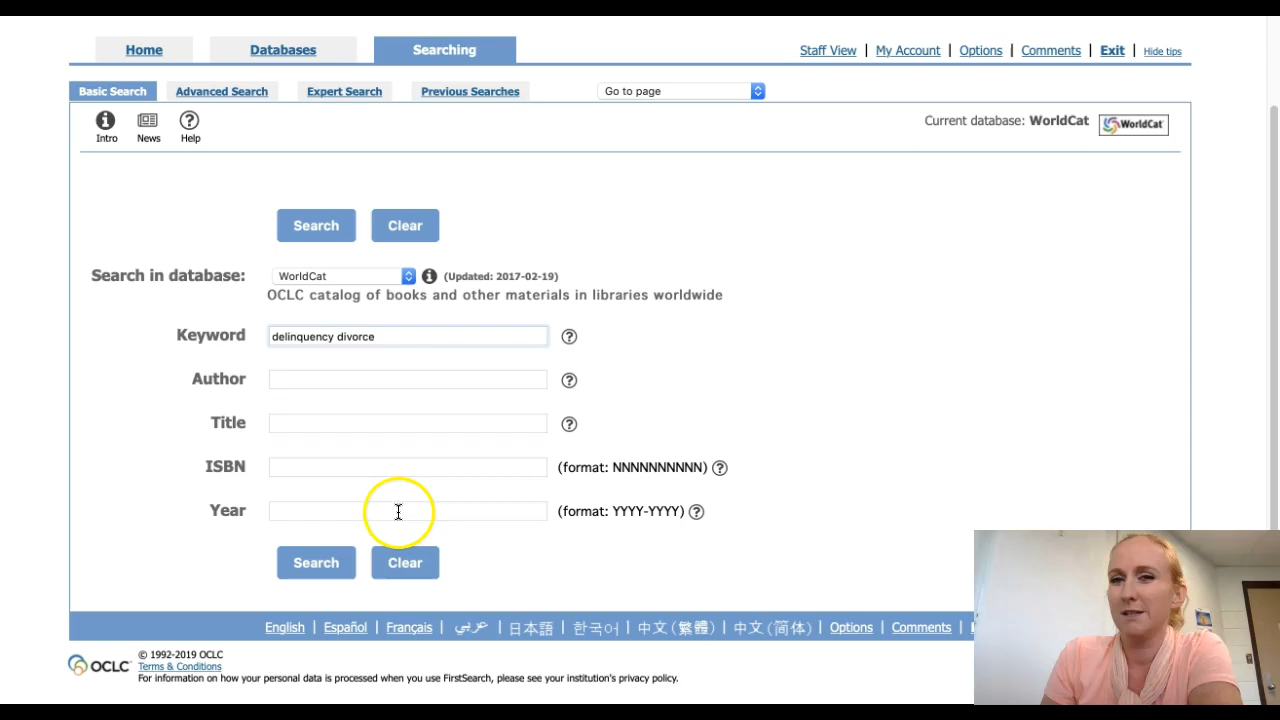 Home Databases Searching Staff View | My Account | Options | Comments | Exit | Hide tips
Basic Search Advanced Search Expert Search Previous Searches Go to page
Intro News Help Current database: WorldCat WorldCat
Search Clear
Search in database: WorldCat (Updated: 2017-02-19)
OCLC catalog of books and other materials in libraries worldwide
Keyword delinquency divorce
Author
Title
ISBN (format: NNNNNNNNNN)
Year (format: YYYY-YYYY)
Search Clear
English | Español | Français | عربي | 日本語 | 한국어 | 中文(繁體) | 中文(简体) | Options | Comments |
OCLC © 1992-2019 OCLC
Terms & Conditions
For information on how your personal data is processed when you use FirstSearch, please see your institution's privacy policy.